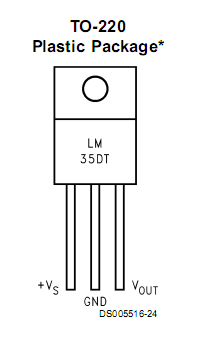 TO-220
Plastic Package*
LM
35DT
+VS
GND
VOUT
DS005516-24